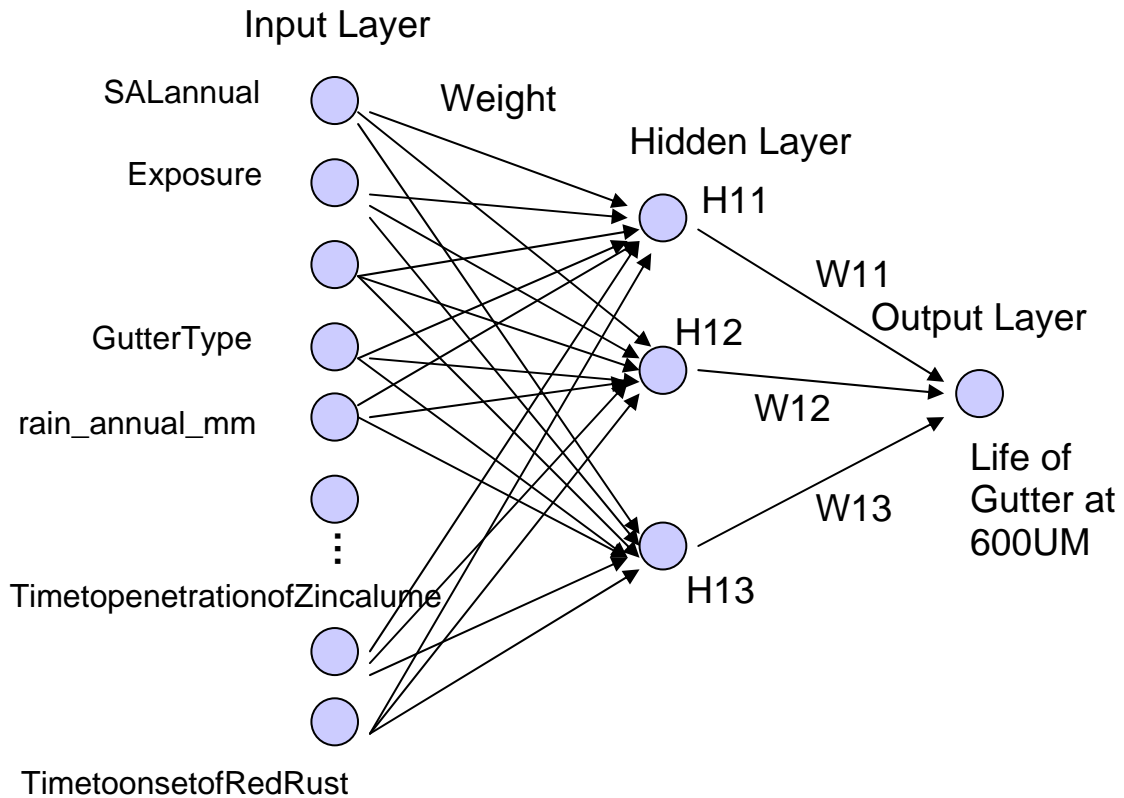 Input Layer
SALannual
Weight
Exposure
Hidden Layer
H11
W11
GutterType
H12
Output Layer
rain_annual_mm
W12
Life of
Gutter at
600UM
W13
TimetopenetrationofZincalume
H13
TimetoonsetofRedRust